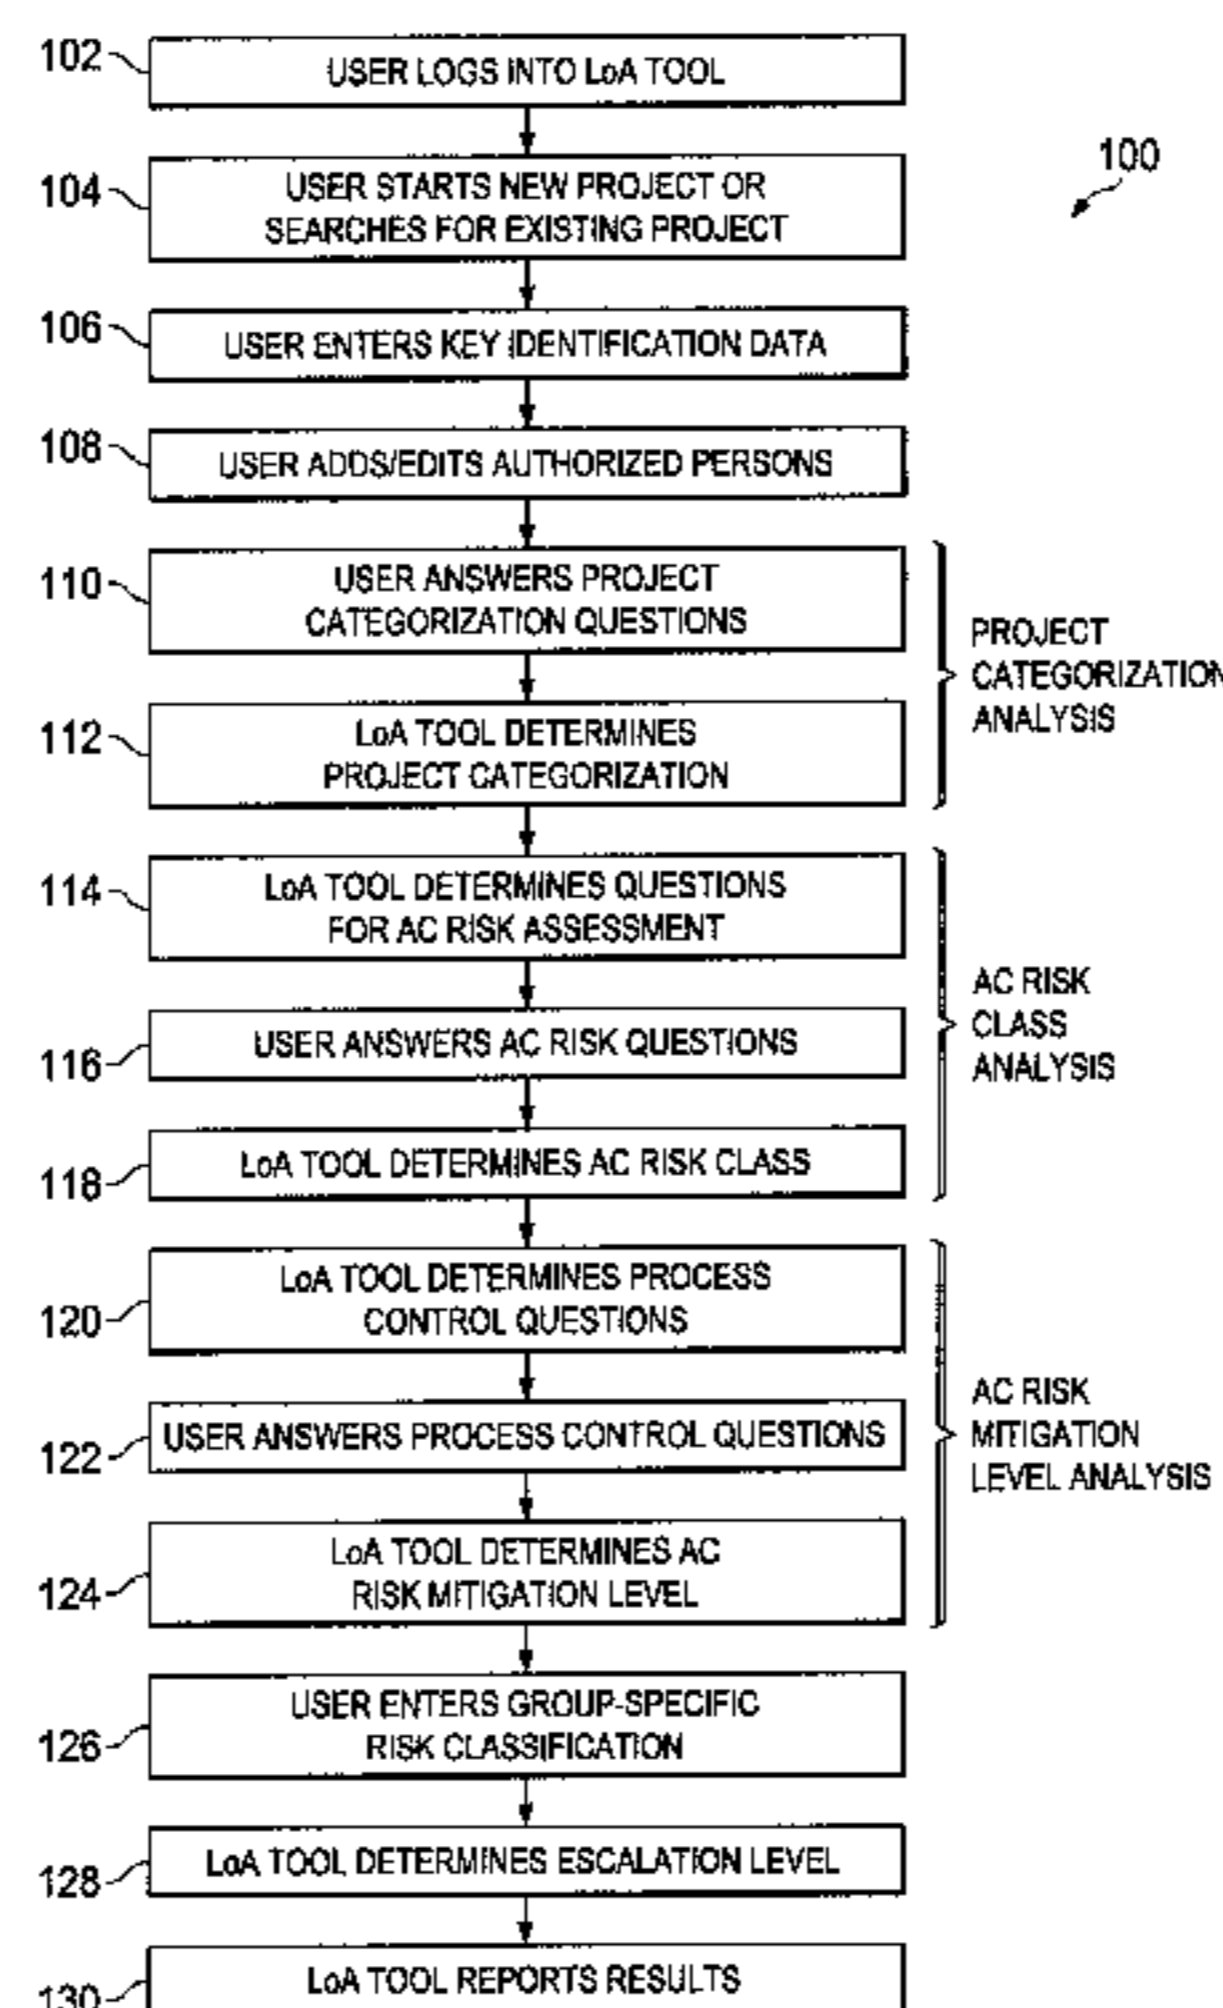 102
USER LOGS INTO LoA TOOL
100
104
USER STARTS NEW PROJECT OR
SEARCHES FOR EXISTING PROJECT
106
USER ENTERS KEY IDENTIFICATION DATA
108
USER ADDS/EDITS AUTHORIZED PERSONS
110
USER ANSWERS PROJECT
CATEGORIZATION QUESTIONS
PROJECT
CATEGORIZATION
ANALYSIS
112
LoA TOOL DETERMINES
PROJECT CATEGORIZATION
114
LoA TOOL DETERMINES QUESTIONS
FOR AC RISK ASSESSMENT
AC RISK
CLASS
ANALYSIS
116
USER ANSWERS AC RISK QUESTIONS
118
LoA TOOL DETERMINES AC RISK CLASS
120
LoA TOOL DETERMINES PROCESS
CONTROL QUESTIONS
AC RISK
MITIGATION
LEVEL ANALYSIS
122
USER ANSWERS PROCESS CONTROL QUESTIONS
124
LoA TOOL DETERMINES AC
RISK MITIGATION LEVEL
126
USER ENTERS GROUP-SPECIFIC
RISK CLASSIFICATION
128
LoA TOOL DETERMINES ESCALATION LEVEL
130
LoA TOOL REPORTS RESULTS